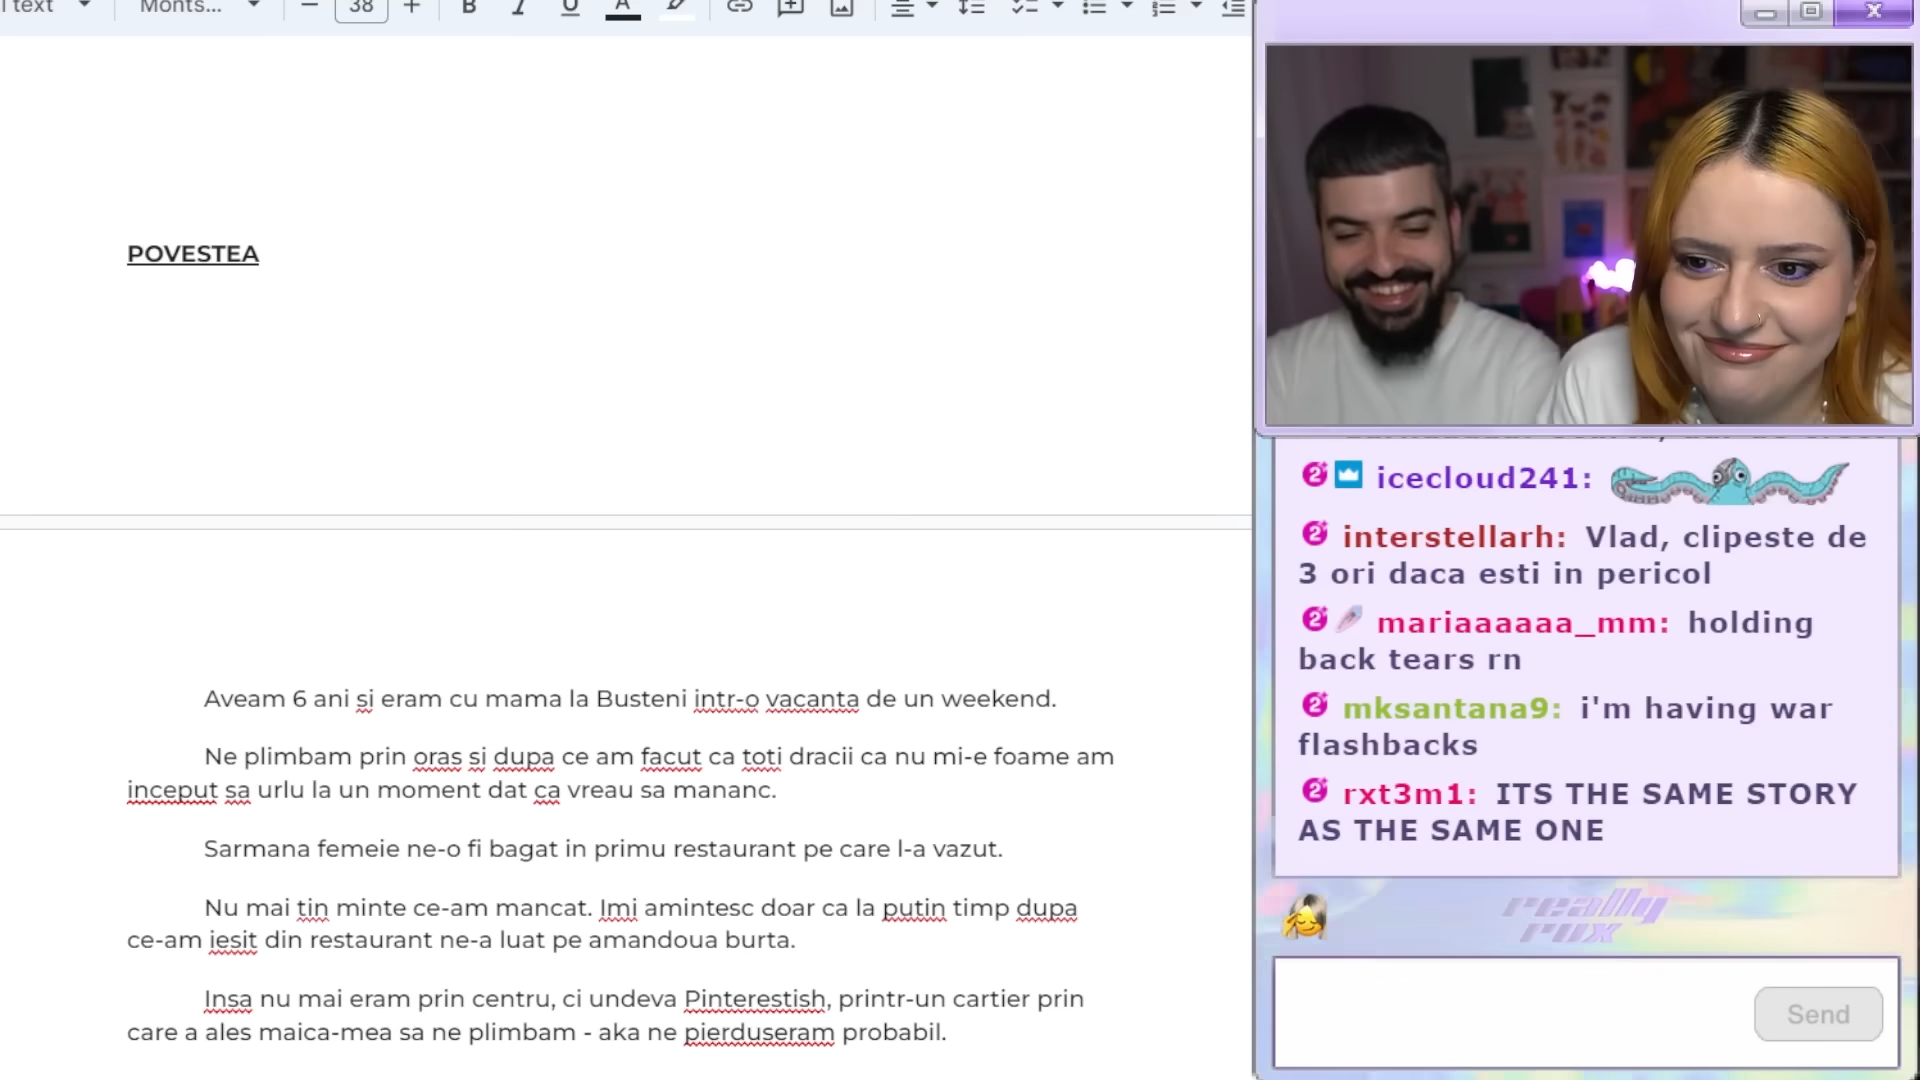 text
Monts...
38
B I U A
POVESTEA
Aveam 6 ani si eram cu mama la Busteni intr-o vacanta de un weekend.
Ne plimbam prin oras si dupa ce am facut ca toti dracii ca nu mi-e foame am
inceput sa urlu la un moment dat ca vreau sa mananc.
Sarmana femeie ne-o fi bagat in primu restaurant pe care l-a vazut.
Nu mai tin minte ce-am mancat. Imi amintesc doar ca la putin timp dupa
ce-am iesit din restaurant ne-a luat pe amandoua burta.
Insa nu mai eram prin centru, ci undeva Pinterestish, printr-un cartier prin
care a ales maica-mea sa ne plimbam - aka ne pierduseram probabil.
icecloud241:
interstellarh: Vlad, clipeste de
3 ori daca esti in pericol
mariaaaaaa_mm: holding
back tears rn
mksantana9: i'm having war
flashbacks
rxt3m1: ITS THE SAME STORY
AS THE SAME ONE
really
rux
Send